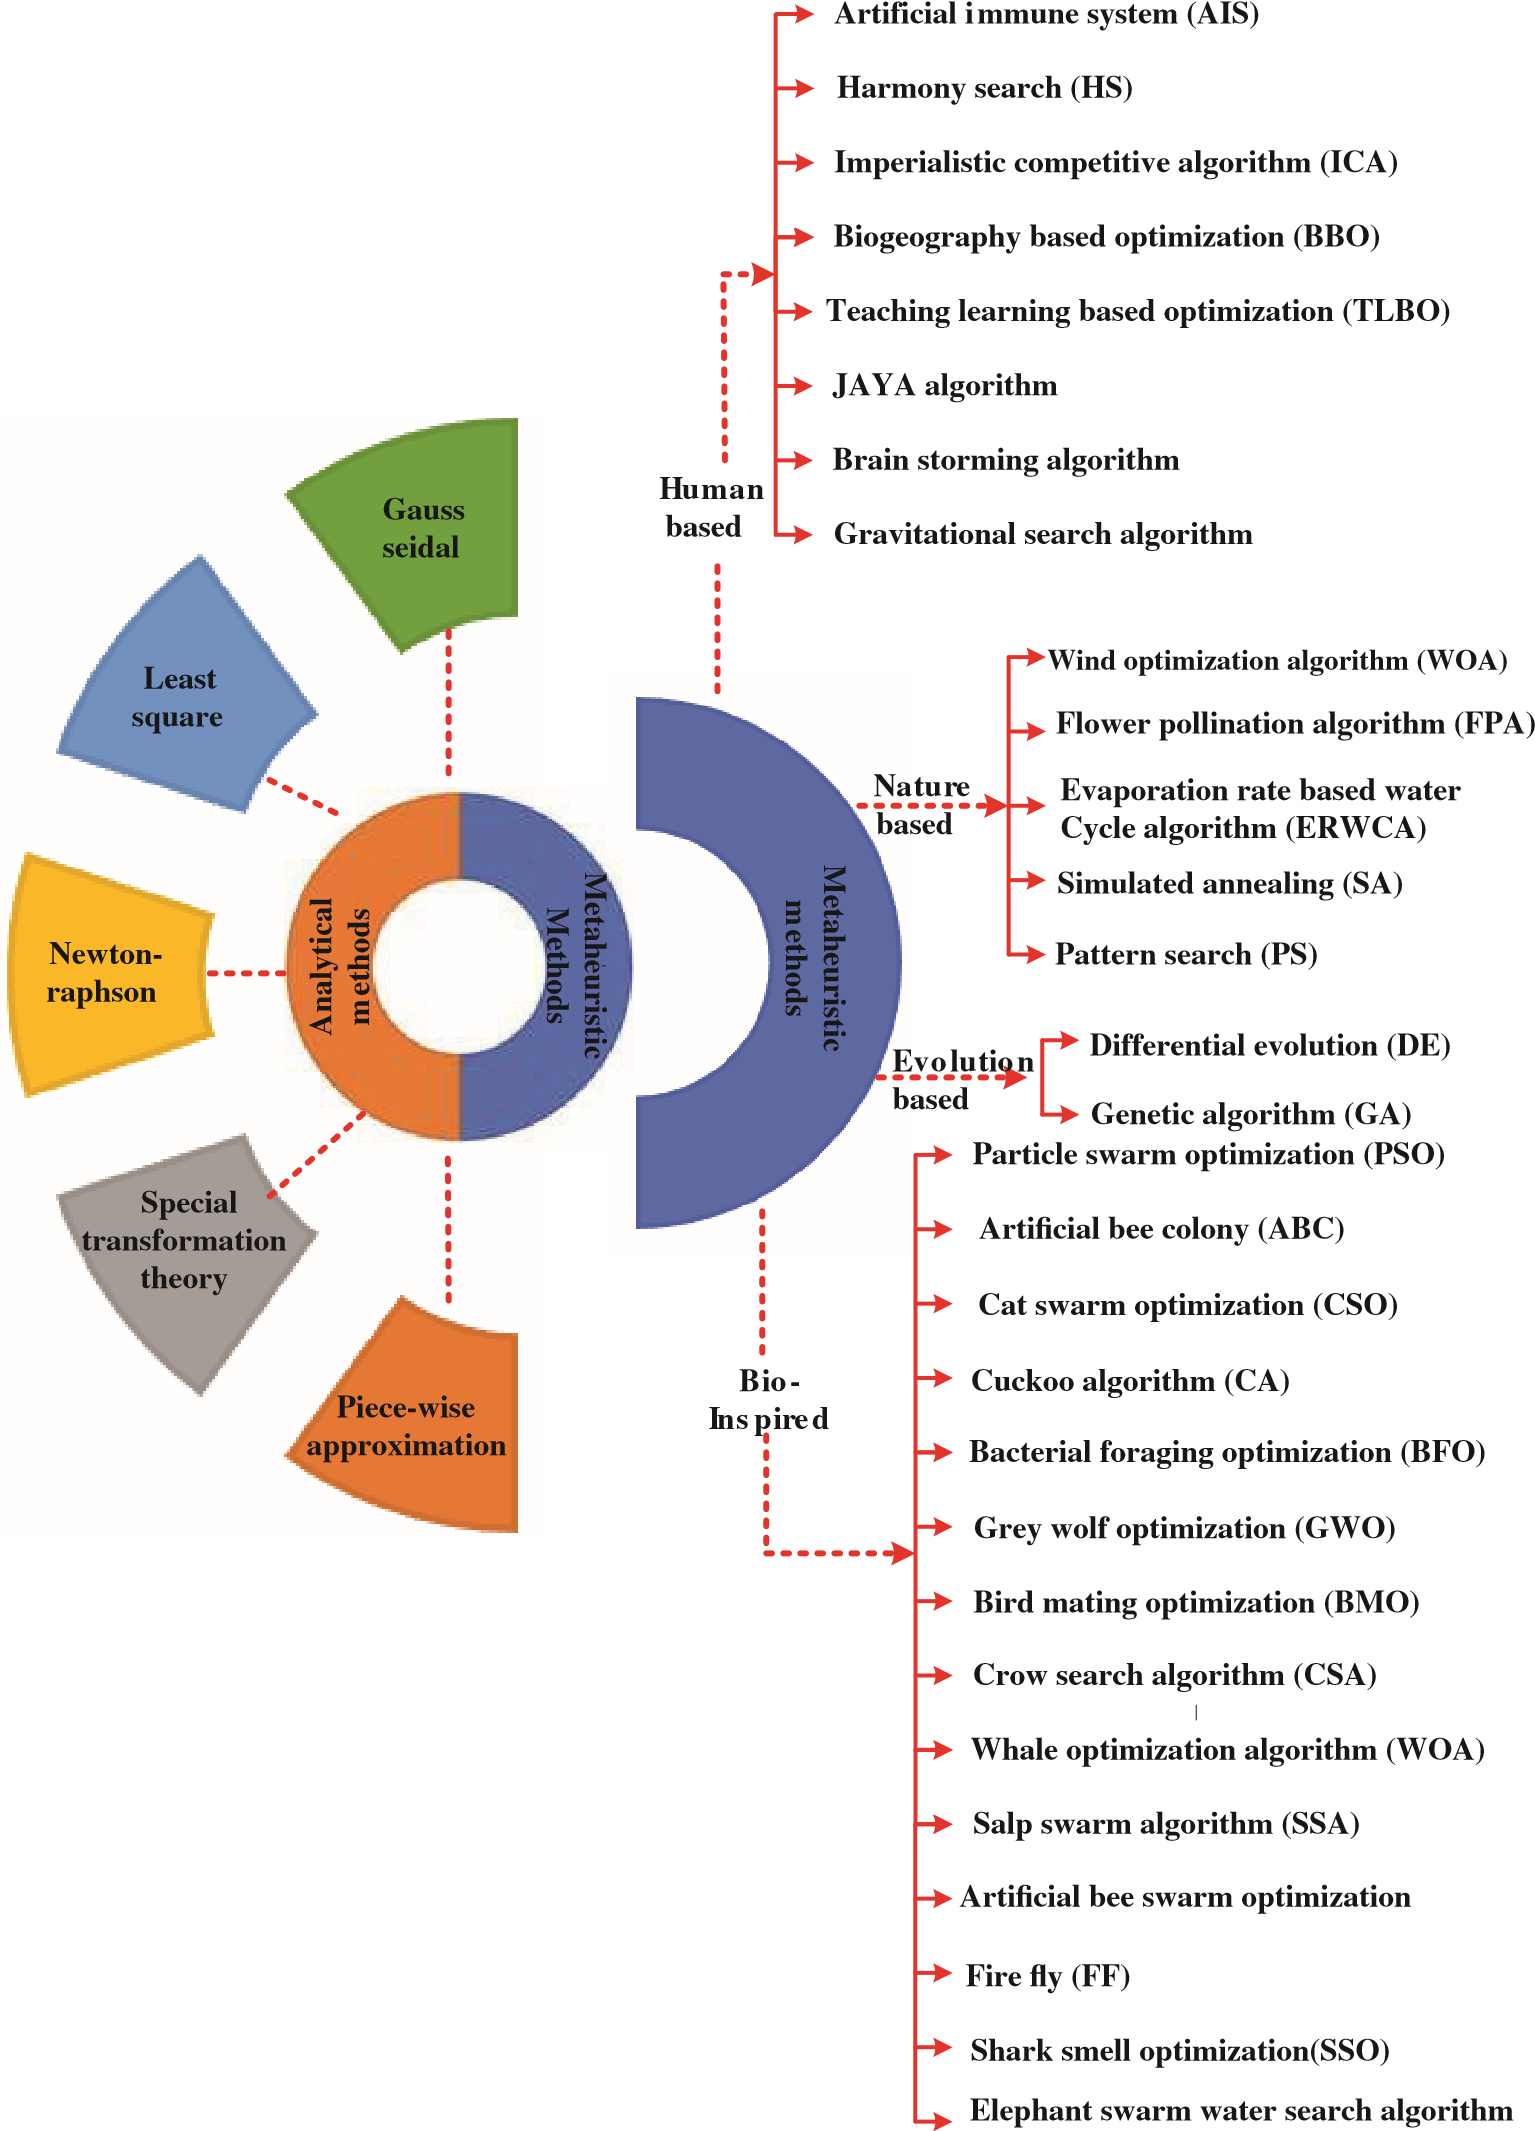 Artificial immune system (AIS)
Harmony search (HS)
Imperialistic competitive algorithm (ICA)
Biogeography based optimization (BBO)
Teaching learning based optimization (TLBO)
JAYA algorithm
Brain storming algorithm
Gravitational search algorithm
Human
based
Gauss
seidal
Least
square
Newton-
raphson
Special
transformation
theory
Piece-wise
approximation
Analytical
methods
Metaheuristic
Methods
Metaheuristic
methods
Nature
based
Wind optimization algorithm (WOA)
Flower pollination algorithm (FPA)
Evaporation rate based water
Cycle algorithm (ERWCA)
Simulated annealing (SA)
Pattern search (PS)
Evolution
based
Differential evolution (DE)
Genetic algorithm (GA)
Bio-
Inspired
Particle swarm optimization (PSO)
Artificial bee colony (ABC)
Cat swarm optimization (CSO)
Cuckoo algorithm (CA)
Bacterial foraging optimization (BFO)
Grey wolf optimization (GWO)
Bird mating optimization (BMO)
Crow search algorithm (CSA)
Whale optimization algorithm (WOA)
Salp swarm algorithm (SSA)
Artificial bee swarm optimization
Fire fly (FF)
Shark smell optimization(SSO)
Elephant swarm water search algorithm